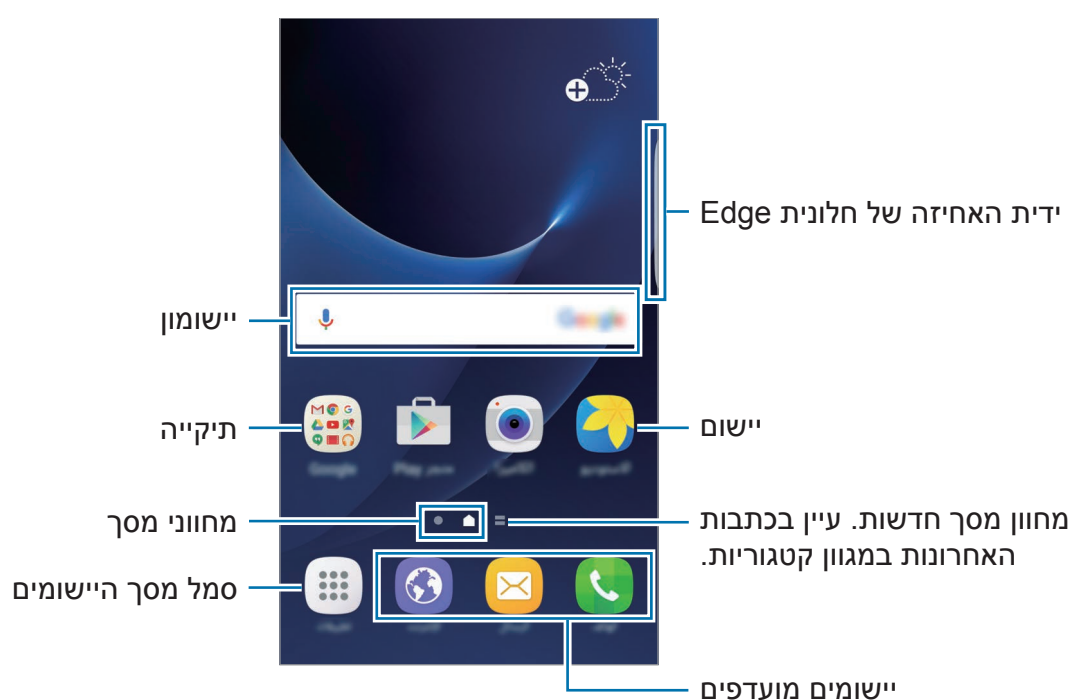 ידית האחיזה של חלונית Edge
יישומון
יישום
תיקייה
מחוון מסך חדשות. עיין בכתבות
האחרונות במגוון קטגוריות.
מחווני מסך
סמל מסך היישומים
יישומים מועדפים